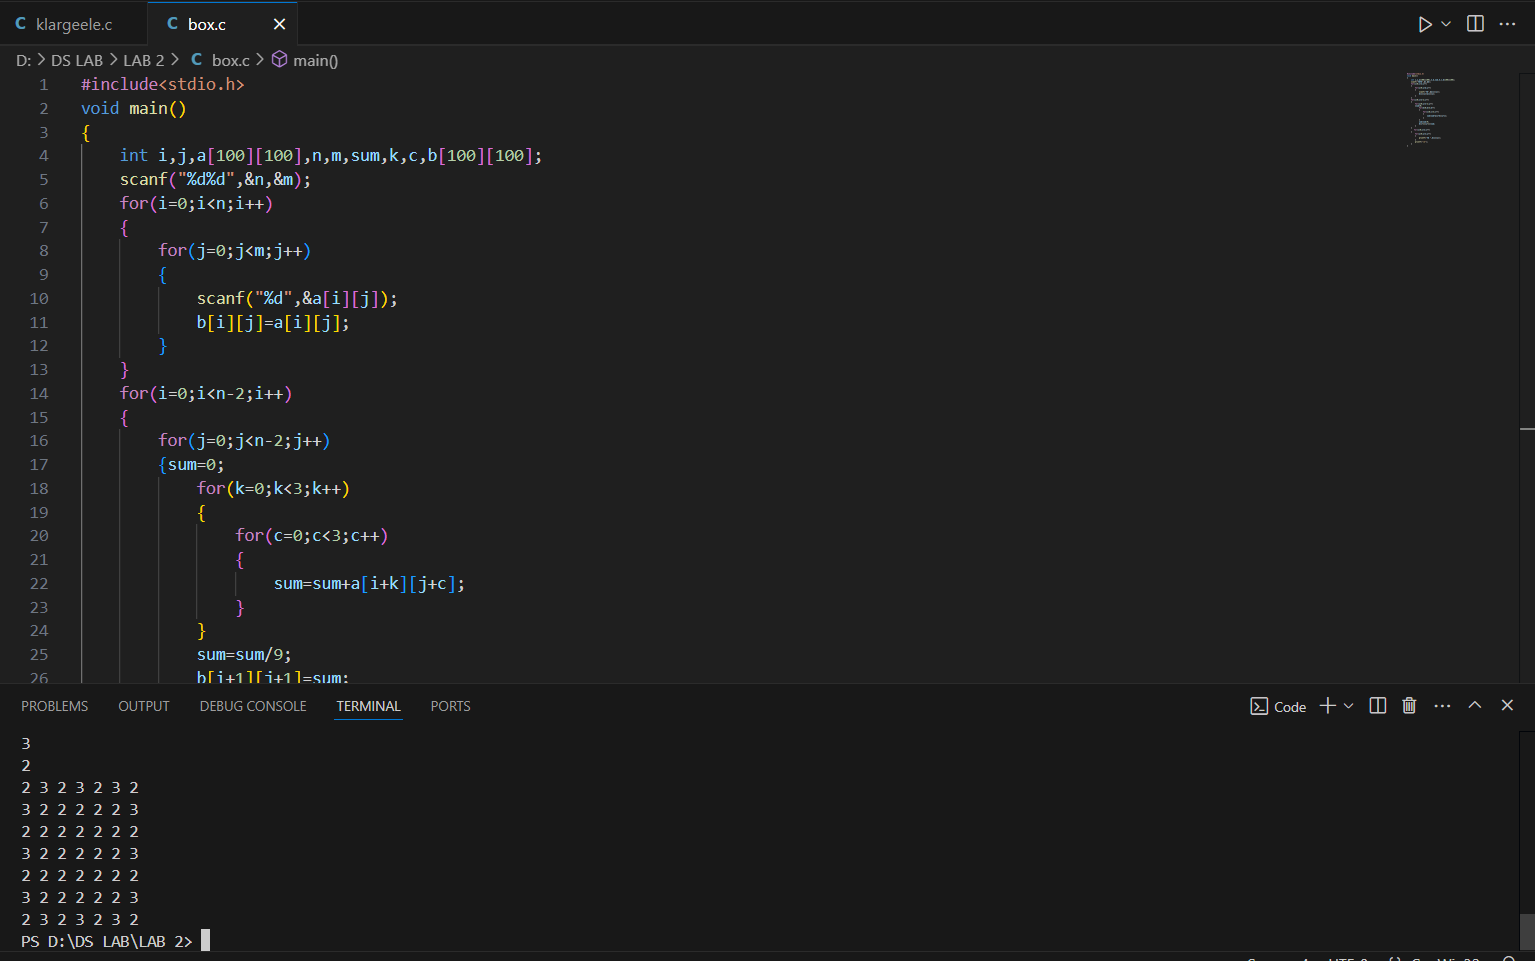 C klargeele.c C box.c
D: > DS LAB > LAB 2 > C box.c > main()
1 #include<stdio.h>
2 void main()
3 {
4 int i,j,a[100][100],n,m,sum,k,c,b[100][100];
5 scanf("%d%d",&n,&m);
6 for(i=0;i<n;i++)
7 {
8 for(j=0;j<m;j++)
9 {
10 scanf("%d",&a[i][j]);
11 b[i][j]=a[i][j];
12 }
13 }
14 for(i=0;i<n-2;i++)
15 {
16 for(j=0;j<n-2;j++)
17 {sum=0;
18 for(k=0;k<3;k++)
19 {
20 for(c=0;c<3;c++)
21 {
22 sum=sum+a[i+k][j+c];
23 }
24 }
25 sum=sum/9;
26 b[i+1][j+1]=sum;
PROBLEMS OUTPUT DEBUG CONSOLE TERMINAL PORTS Code
3
2
2 3 2 3 2 3 2
3 2 2 2 2 2 3
2 2 2 2 2 2 2
3 2 2 2 2 2 3
2 2 2 2 2 2 2
3 2 2 2 2 2 3
2 3 2 3 2 3 2
PS D:\DS LAB\LAB 2>